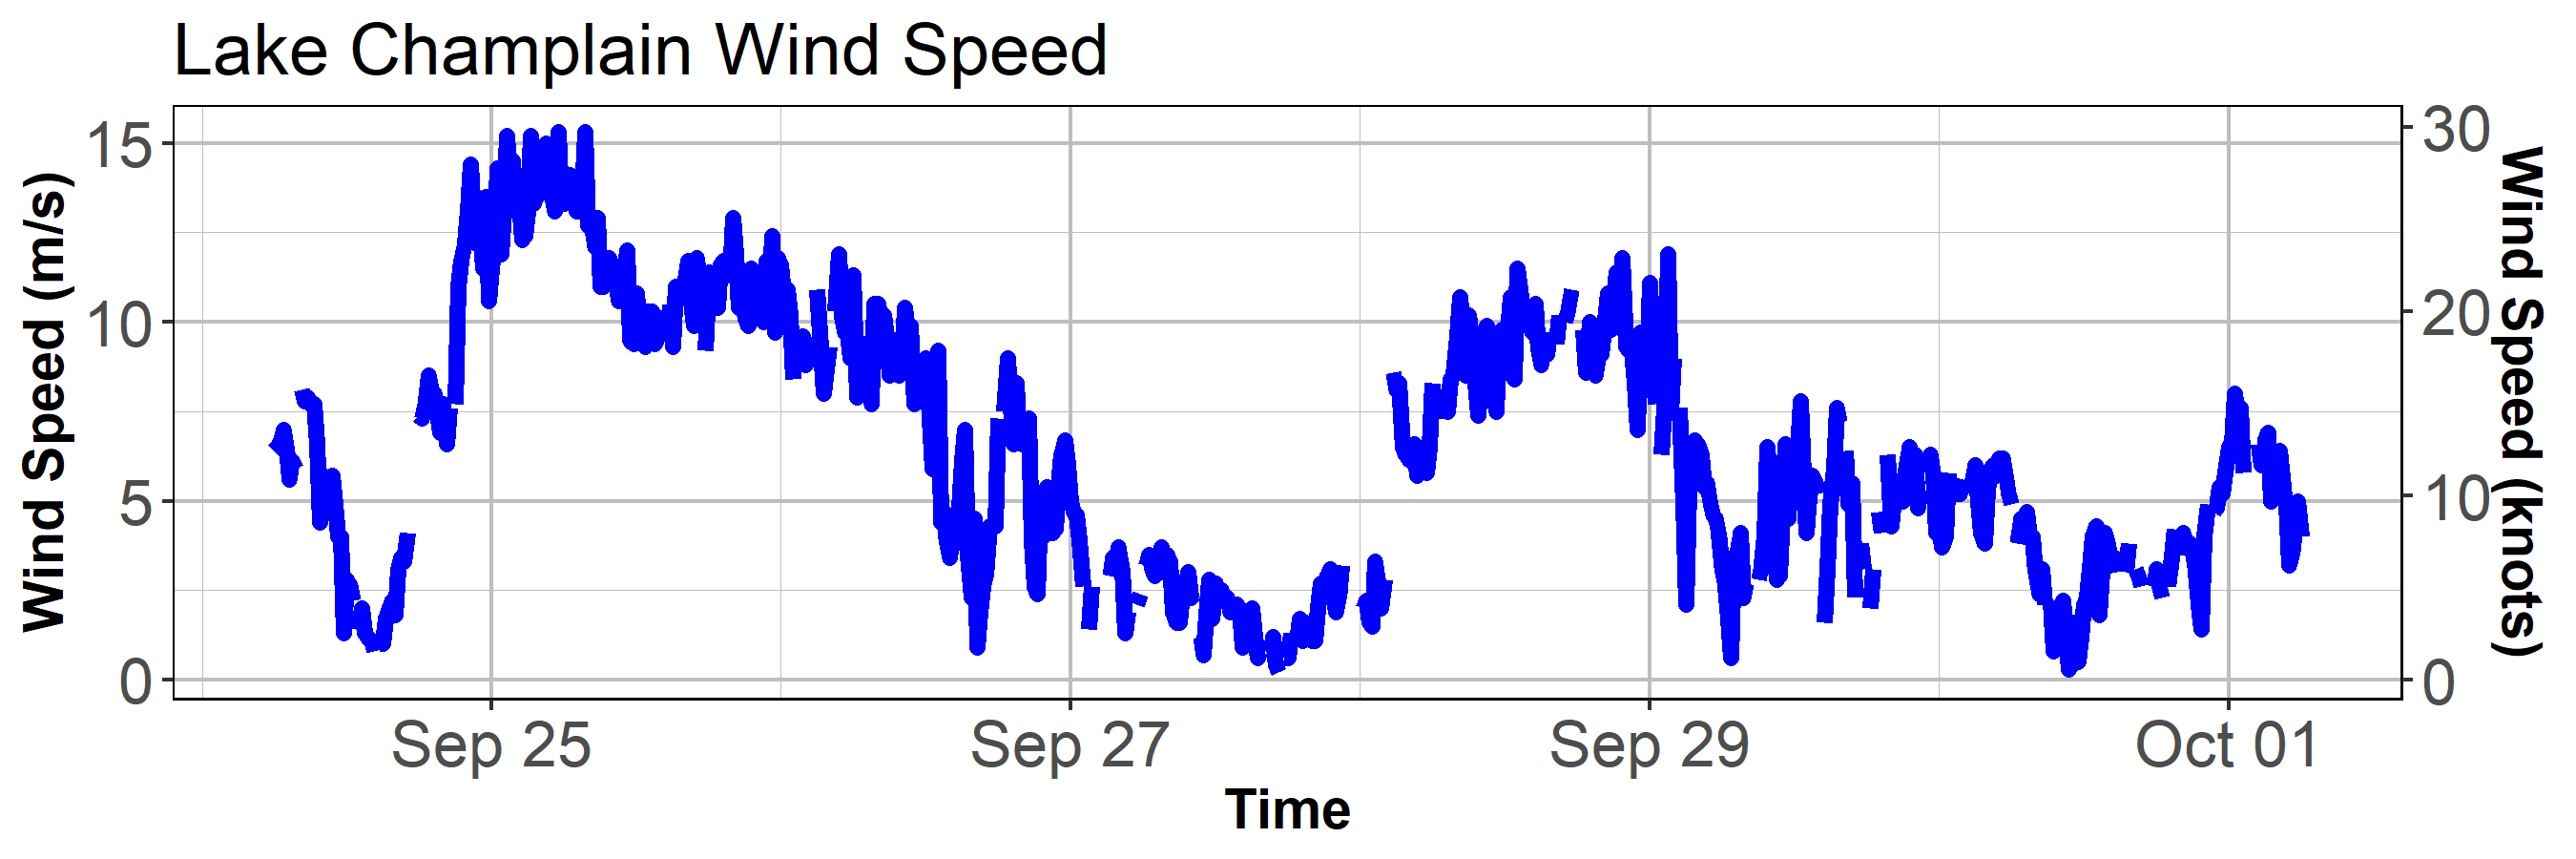 Lake Champlain Wind Speed
Wind Speed (m/s)
15
10
5
0
30
20
10
0
Wind Speed (knots)
Sep 25
Sep 27
Sep 29
Oct 01
Time